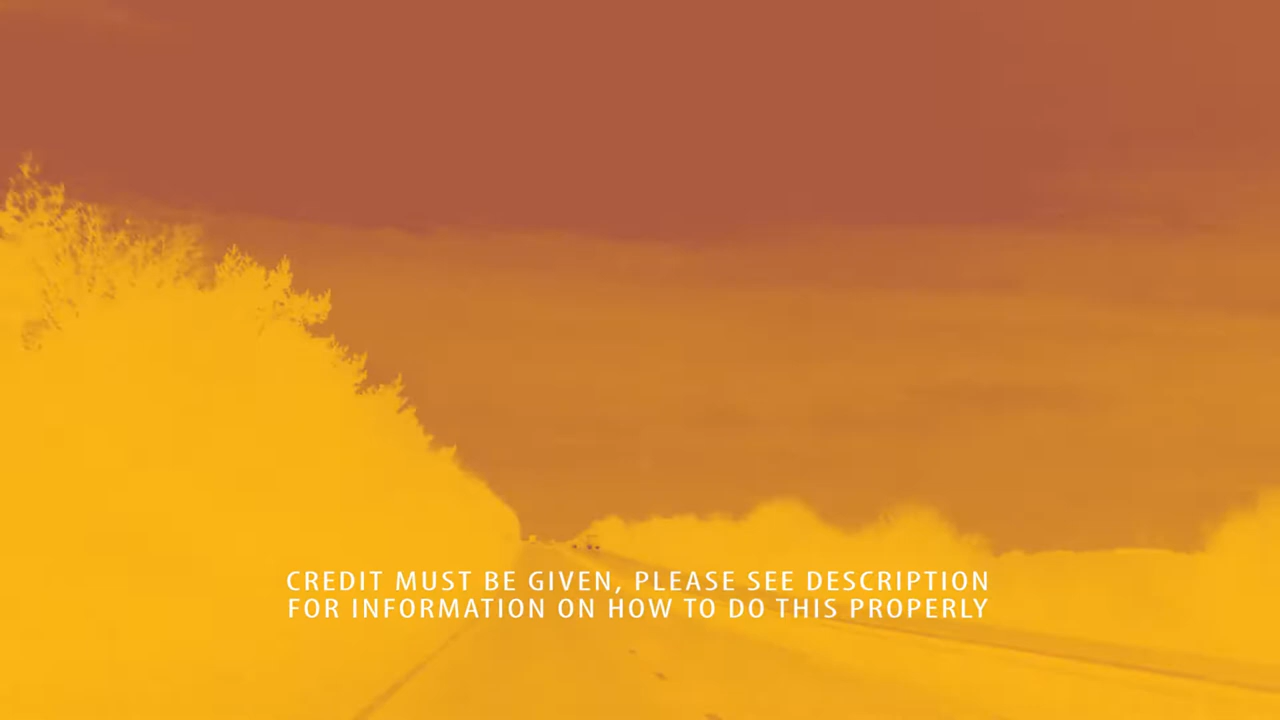 CREDIT MUST BE GIVEN, PLEASE SEE DESCRIPTION
FOR INFORMATION ON HOW TO DO THIS PROPERLY